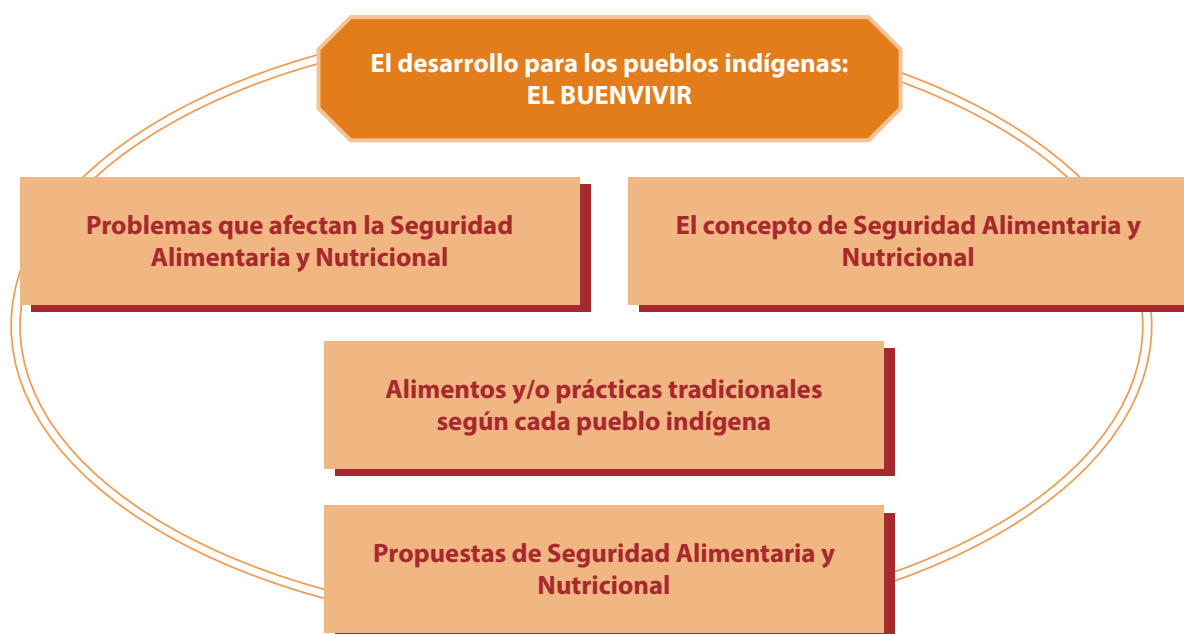 El desarrollo para los pueblos indígenas:
EL BUENVIVIR
Problemas que afectan la Seguridad
Alimentaria y Nutricional
El concepto de Seguridad Alimentaria y
Nutricional
Alimentos y/o prácticas tradicionales
según cada pueblo indígena
Propuestas de Seguridad Alimentaria y
Nutricional